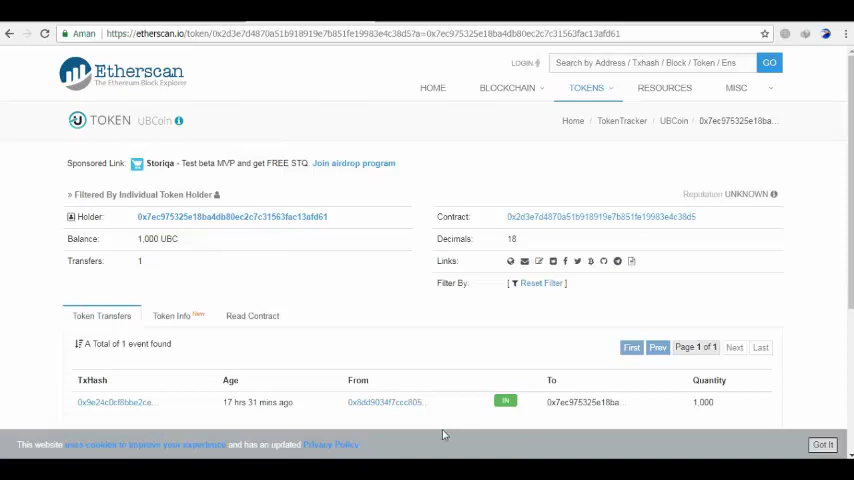 Aman https://etherscan.io/token/0x2d3e7d4870a51b918919e7b851fe19983e4c38d5?a=0x7ec975325e18ba4db80ec2c7c31563fac13afd61
Etherscan
The Ethereum Block Explorer
LOGIN
Search by Address / Txhash / Block / Token / Ens
GO
HOME BLOCKCHAIN TOKENS RESOURCES MISC
TOKEN UBCoin
Home / TokenTracker / UBCoin / 0x7ec975325e18ba...
Sponsored Link: Storiqa - Test beta MVP and get FREE STQ. Join airdrop program
» Filtered By Individual Token Holder
Reputation UNKNOWN
Holder: 0x7ec975325e18ba4db80ec2c7c31563fac13afd61
Contract: 0x2d3e7d4870a51b918919e7b851fe19983e4c38d5
Balance: 1,000 UBC
Decimals: 18
Transfers: 1
Links:
Filter By: [ Reset Filter ]
Token Transfers Token Info New Read Contract
A Total of 1 event found
First Prev Page 1 of 1 Next Last
TxHash Age From To Quantity
0x9e24c0cf8bbe2ce... 17 hrs 31 mins ago 0x8dd9034f7ccc805... IN 0x7ec975325e18ba... 1,000
This website uses cookies to improve your experience and has an updated Privacy Policy.
Got It